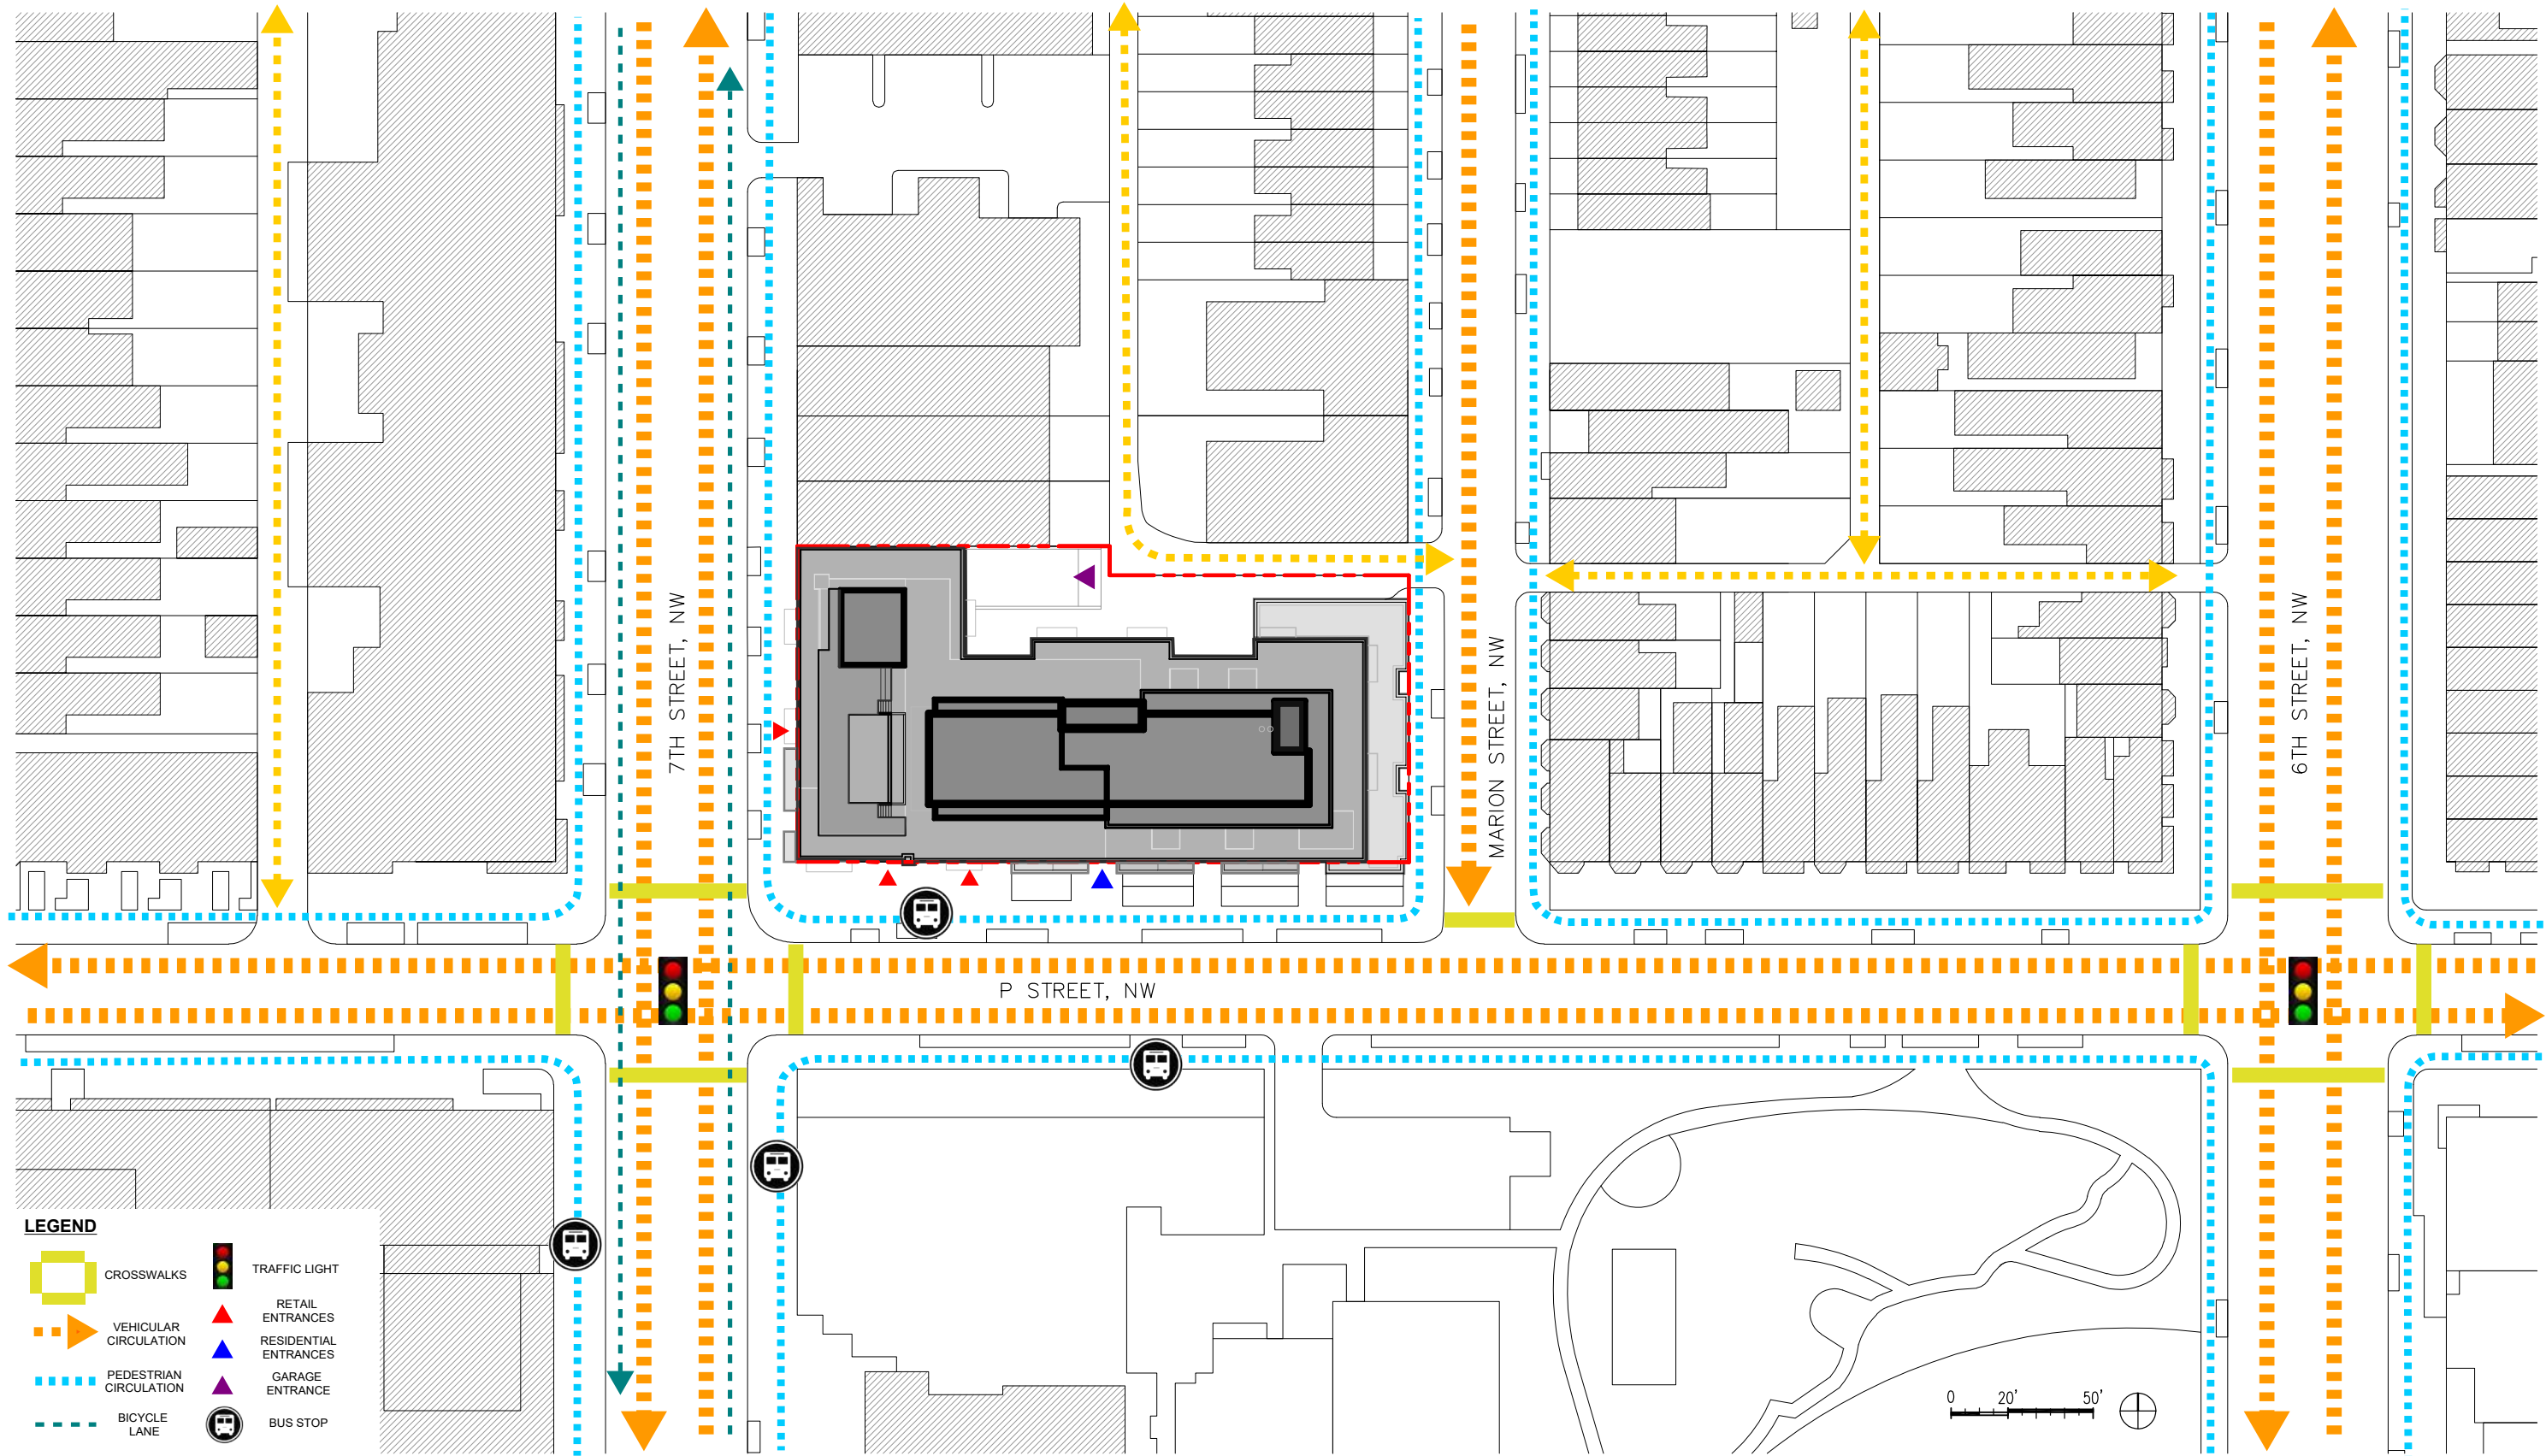 7TH STREET, NW
MARION STREET, NW
6TH STREET, NW
P STREET, NW
LEGEND
CROSSWALKS
TRAFFIC LIGHT
VEHICULAR
CIRCULATION
RETAIL
ENTRANCES
RESIDENTIAL
ENTRANCES
PEDESTRIAN
CIRCULATION
GARAGE
ENTRANCE
BICYCLE
LANE
BUS STOP
0 20' 50'